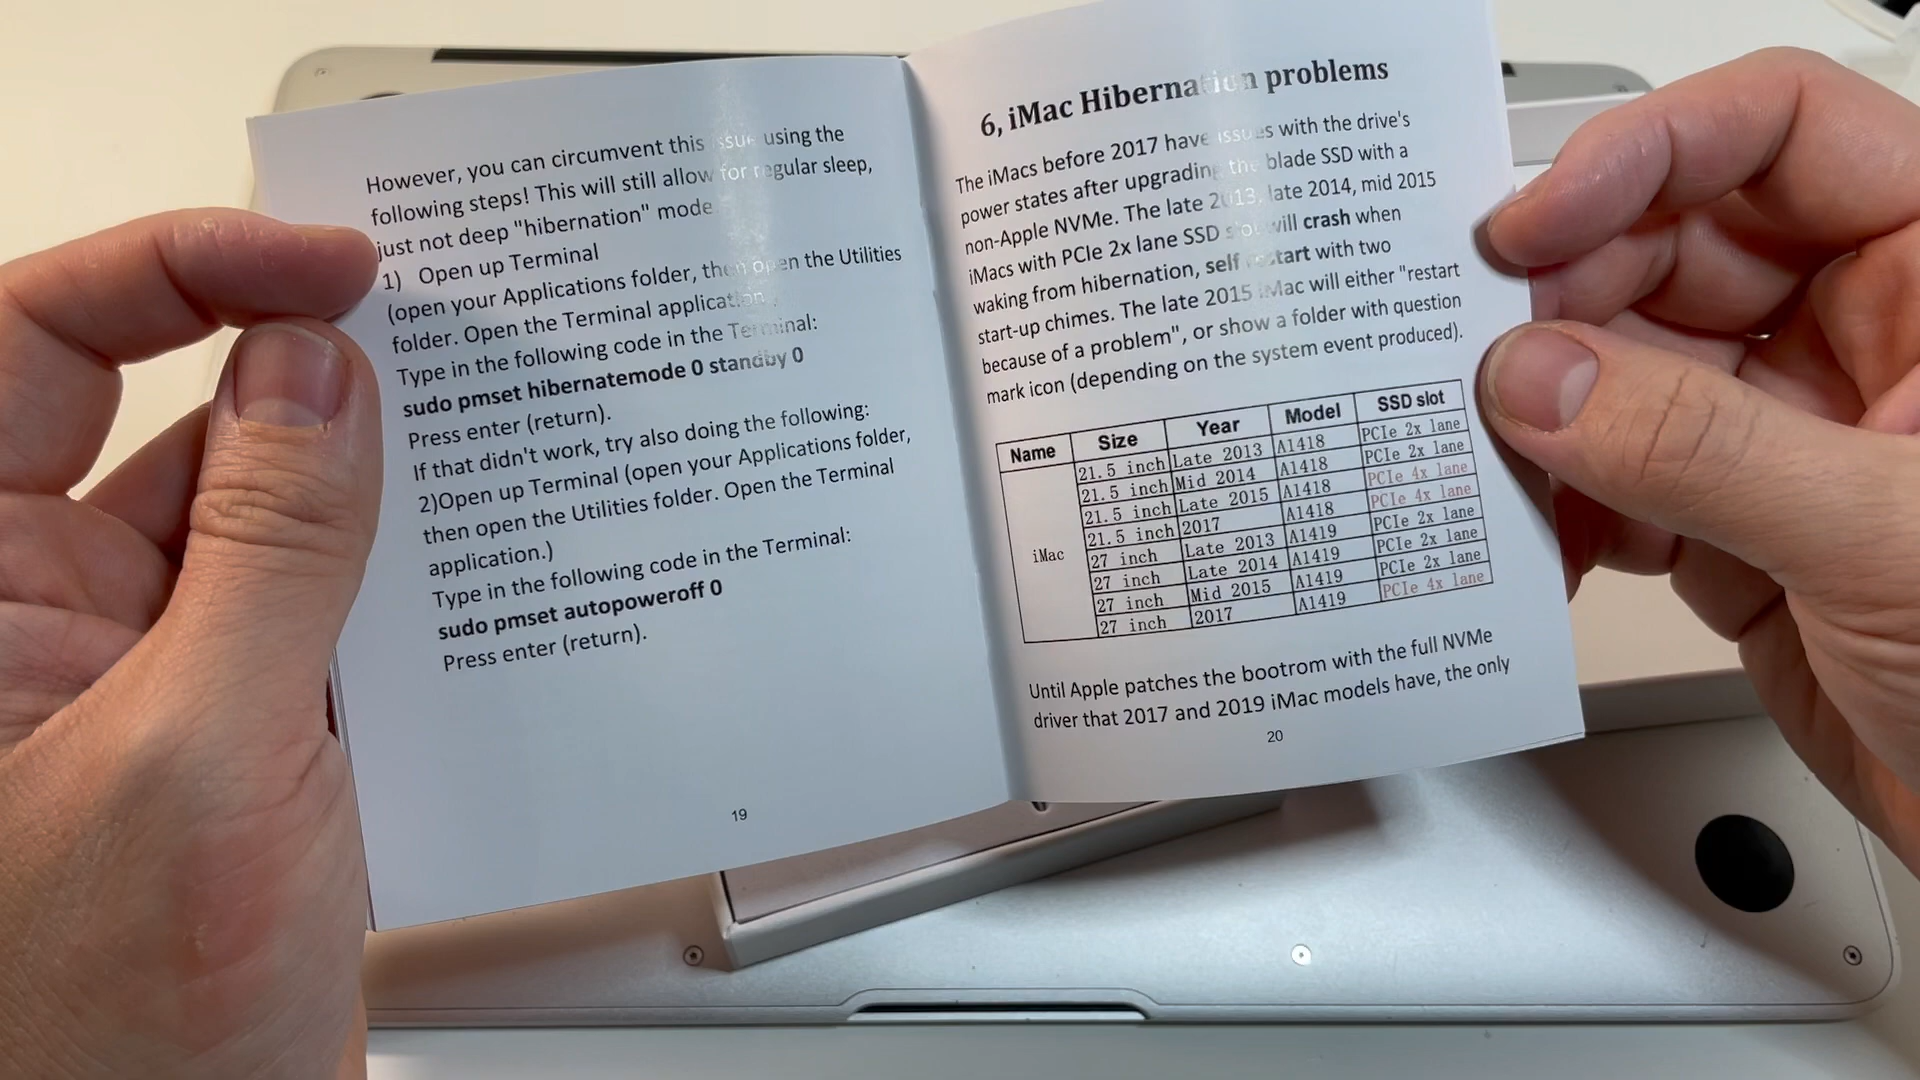 However, you can circumvent this issue using the
following steps! This will still allow for regular sleep,
just not deep "hibernation" mode.
1) Open up Terminal
(open your Applications folder, then open the Utilities
folder. Open the Terminal application.
Type in the following code in the Terminal:
sudo pmset hibernatemode 0 standby 0
Press enter (return).
If that didn't work, try also doing the following:
2)Open up Terminal (open your Applications folder,
then open the Utilities folder. Open the Terminal
application.)
Type in the following code in the Terminal:
sudo pmset autopoweroff 0
Press enter (return).
19
6, iMac Hibernation problems
The iMacs before 2017 have issues with the drive's
power states after upgrading the blade SSD with a
non-Apple NVMe. The late 2013, late 2014, mid 2015
iMacs with PCIe 2x lane SSD slot will crash when
waking from hibernation, self restart with two
start-up chimes. The late 2015 iMac will either "restart
because of a problem", or show a folder with question
mark icon (depending on the system event produced).
Name Size Year Model SSD slot
21.5 inch Late 2013 A1418 PCIe 2x lane
21.5 inch Mid 2014 A1418 PCIe 2x lane
21.5 inch Late 2015 A1418 PCIe 4x lane
21.5 inch 2017 A1418 PCIe 4x lane
iMac 27 inch Late 2013 A1419 PCIe 2x lane
27 inch Late 2014 A1419 PCIe 2x lane
27 inch Mid 2015 A1419 PCIe 2x lane
27 inch 2017 A1419 PCIe 4x lane
Until Apple patches the bootrom with the full NVMe
driver that 2017 and 2019 iMac models have, the only
20